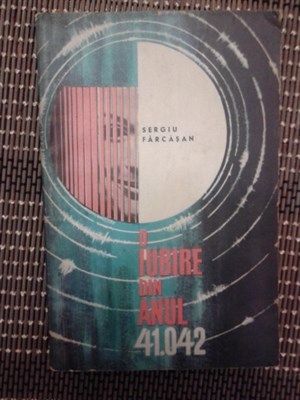 SERGIU
FĂRCĂȘAN
O
IUBIRE
DIN
ANUL
41.042